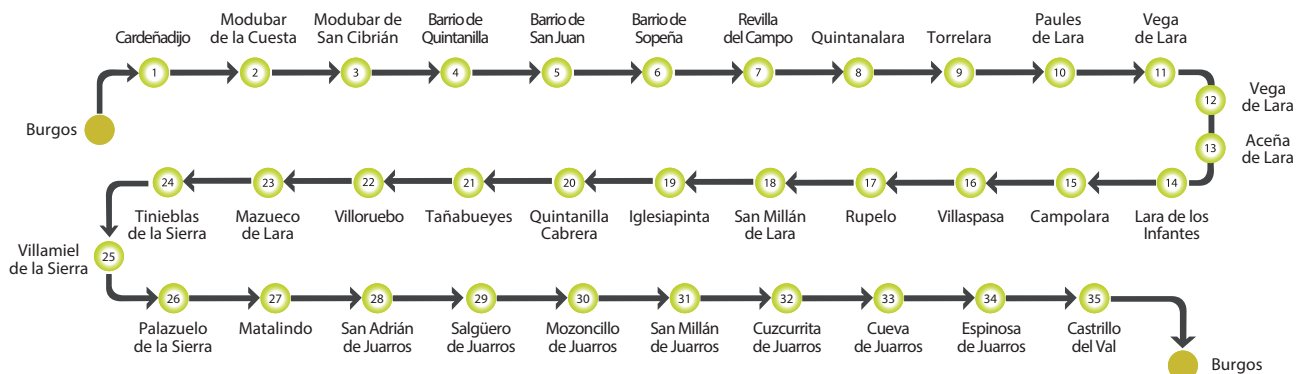 Cardeñadijo
Modubar
de la Cuesta
Modubar de
San Cibrián
Barrio de
Quintanilla
Barrio de
San Juan
Barrio de
Sopeña
Revilla
del Campo
Quintanalara
Torrelara
Paules
de Lara
Vega
de Lara
1
2
3
4
5
6
7
8
9
10
11
Burgos
12
Vega
de Lara
13
Aceña
de Lara
24
23
22
21
20
19
18
17
16
15
14
Tinieblas
de la Sierra
Mazueco
de Lara
Villoruebo
Tañabueyes
Quintanilla
Cabrera
Iglesiapinta
San Millán
de Lara
Rupelo
Villaspasa
Campolara
Lara de los
Infantes
Villamiel
de la Sierra
25
26
27
28
29
30
31
32
33
34
35
Palazuelo
de la Sierra
Matalindo
San Adrián
de Juarros
Salgüero
de Juarros
Mozoncillo
de Juarros
San Millán
de Juarros
Cuzcurrita
de Juarros
Cueva
de Juarros
Espinosa
de Juarros
Castrillo
del Val
Burgos